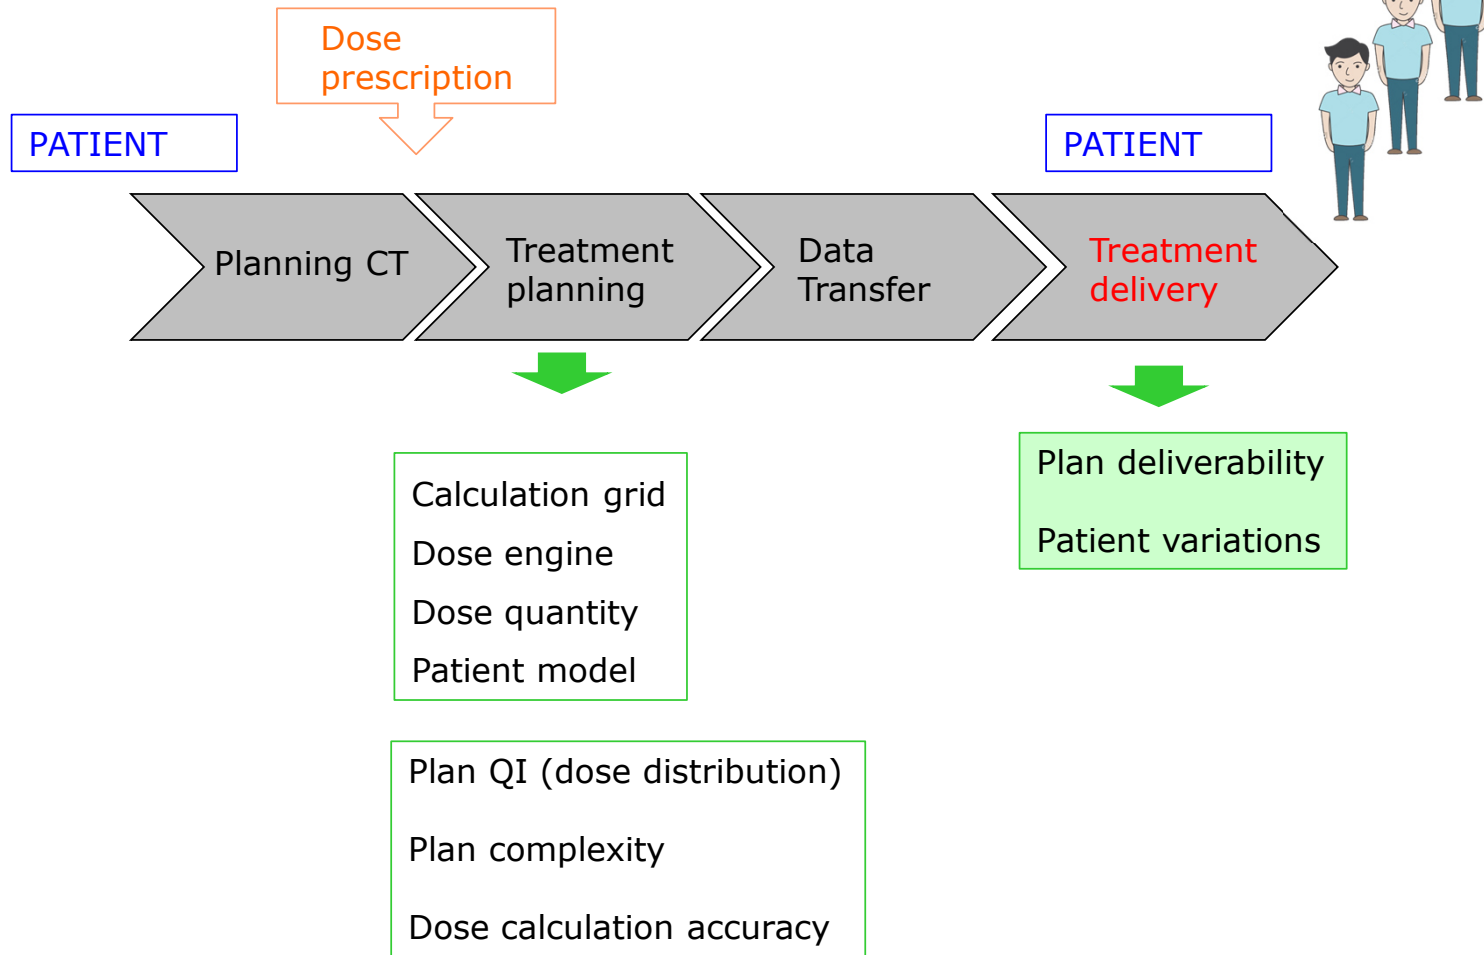 Dose
prescription
PATIENT
PATIENT
Planning CT
Treatment
planning
Data
Transfer
Treatment
delivery
Calculation grid
Dose engine
Dose quantity
Patient model
Plan deliverability
Patient variations
Plan QI (dose distribution)
Plan complexity
Dose calculation accuracy